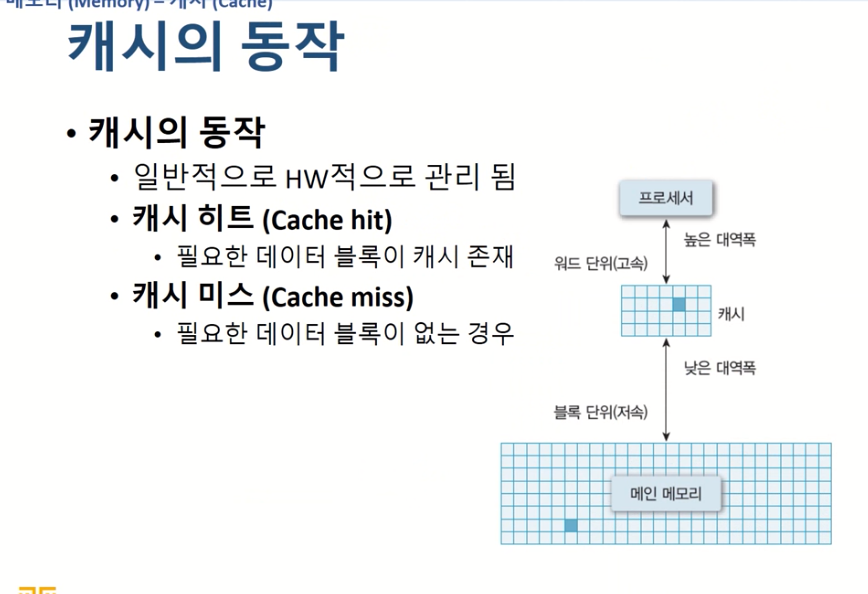 메모리 (Memory) – 캐시 (Cache)
캐시의 동작
• 캐시의 동작
• 일반적으로 HW적으로 관리 됨
• 캐시 히트 (Cache hit)
• 필요한 데이터 블록이 캐시 존재
• 캐시 미스 (Cache miss)
• 필요한 데이터 블록이 없는 경우
프로세서
높은 대역폭
워드 단위(고속)
캐시
낮은 대역폭
블록 단위(저속)
메인 메모리